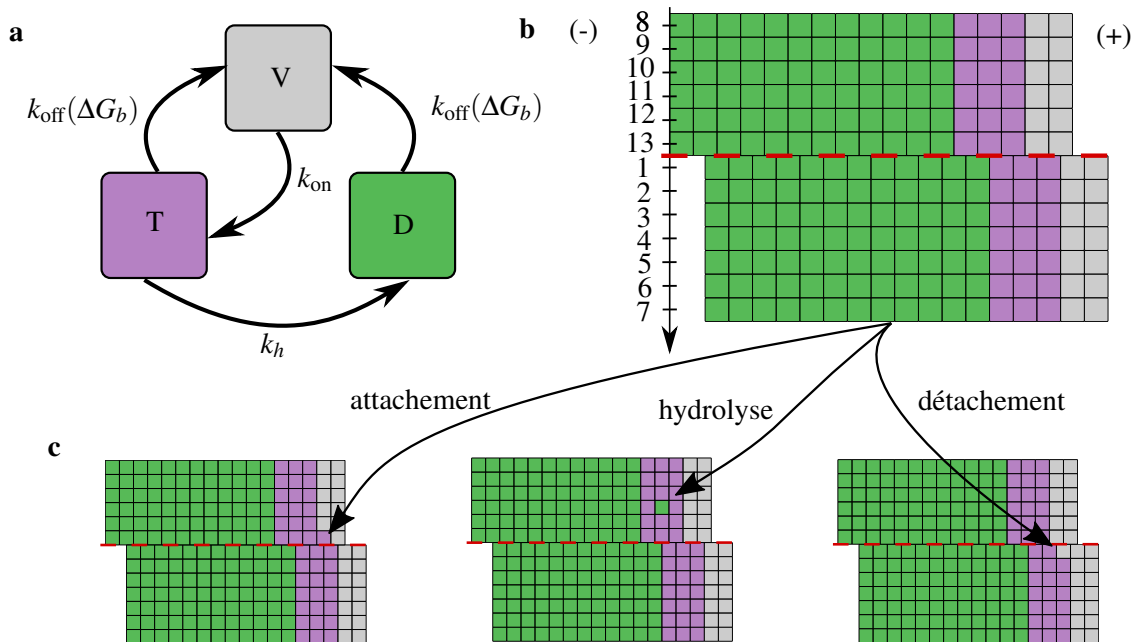 a
V
k_off(ΔG_b)
k_off(ΔG_b)
k_on
T
D
k_h
b
(-)
(+)
8
9
10
11
12
13
1
2
3
4
5
6
7
attachement
hydrolyse
détachement
c